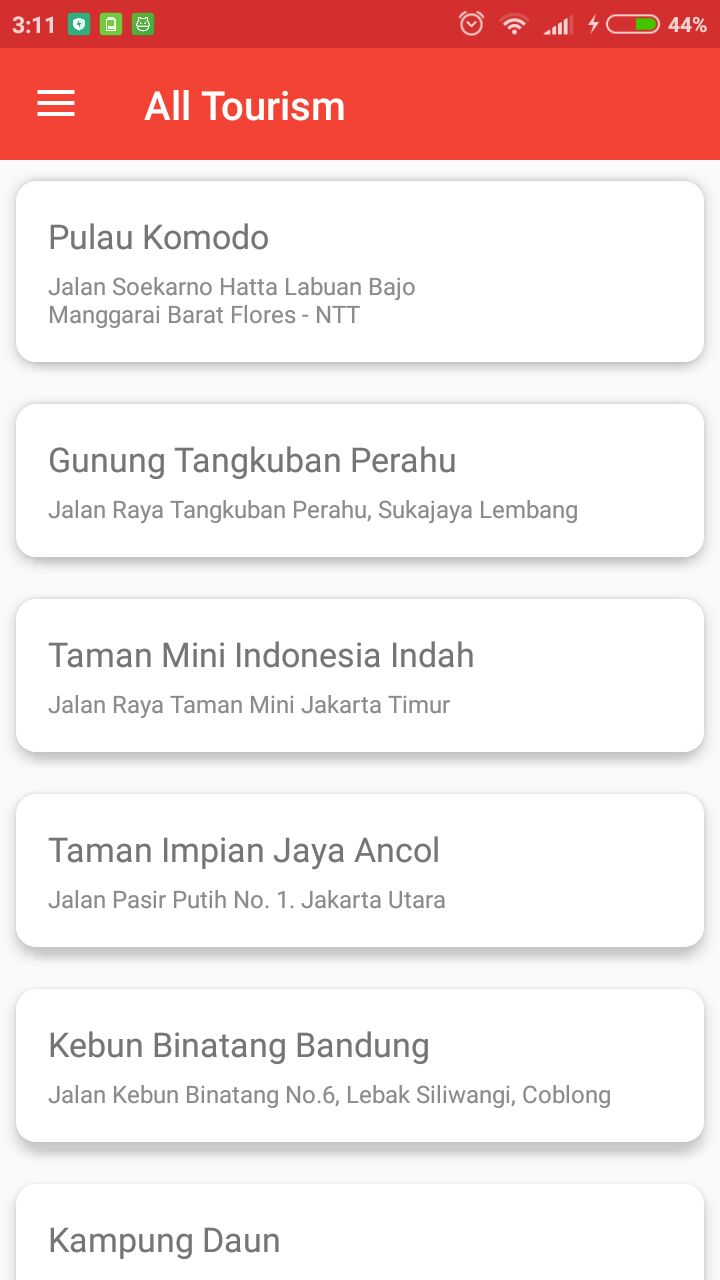 3:11
44%
All Tourism
Pulau Komodo
Jalan Soekarno Hatta Labuan Bajo
Manggarai Barat Flores - NTT
Gunung Tangkuban Perahu
Jalan Raya Tangkuban Perahu, Sukajaya Lembang
Taman Mini Indonesia Indah
Jalan Raya Taman Mini Jakarta Timur
Taman Impian Jaya Ancol
Jalan Pasir Putih No. 1. Jakarta Utara
Kebun Binatang Bandung
Jalan Kebun Binatang No.6, Lebak Siliwangi, Coblong
Kampung Daun